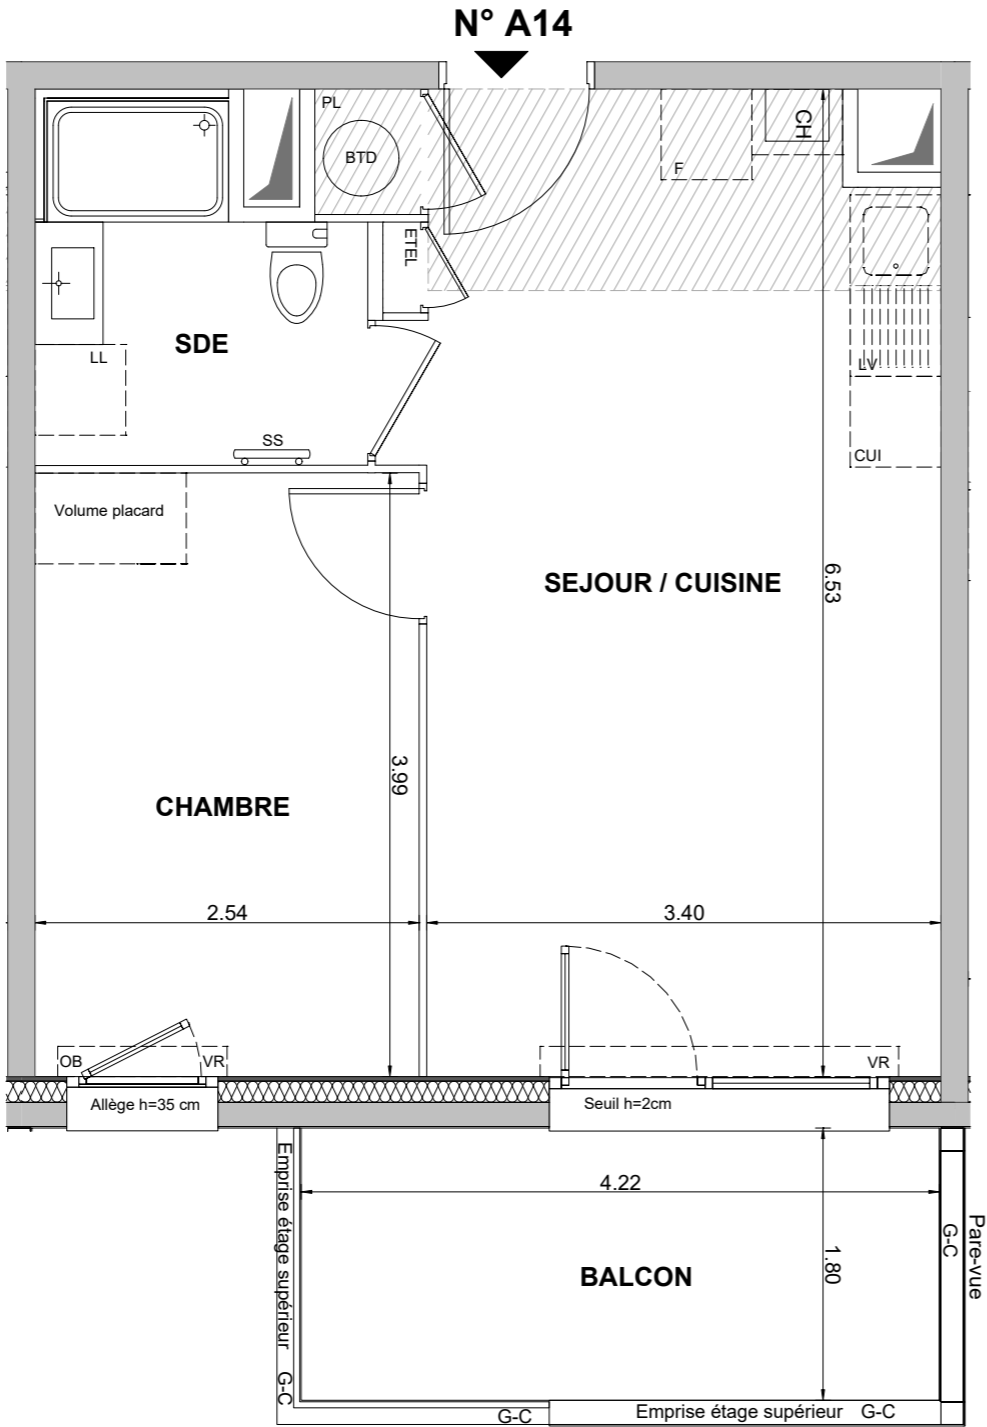 N° A14
PL
BTD
F
CH
ETEL
SDE
LL
LV
SS
CUI
Volume placard
SEJOUR / CUISINE
6.53
3.99
CHAMBRE
2.54
3.40
OB
VR
VR
Allège h=35 cm
Seuil h=2cm
Emprise étage supérieur G-C
4.22
G-C
Pare-vue
BALCON
1.80
G-C
Emprise étage supérieur G-C